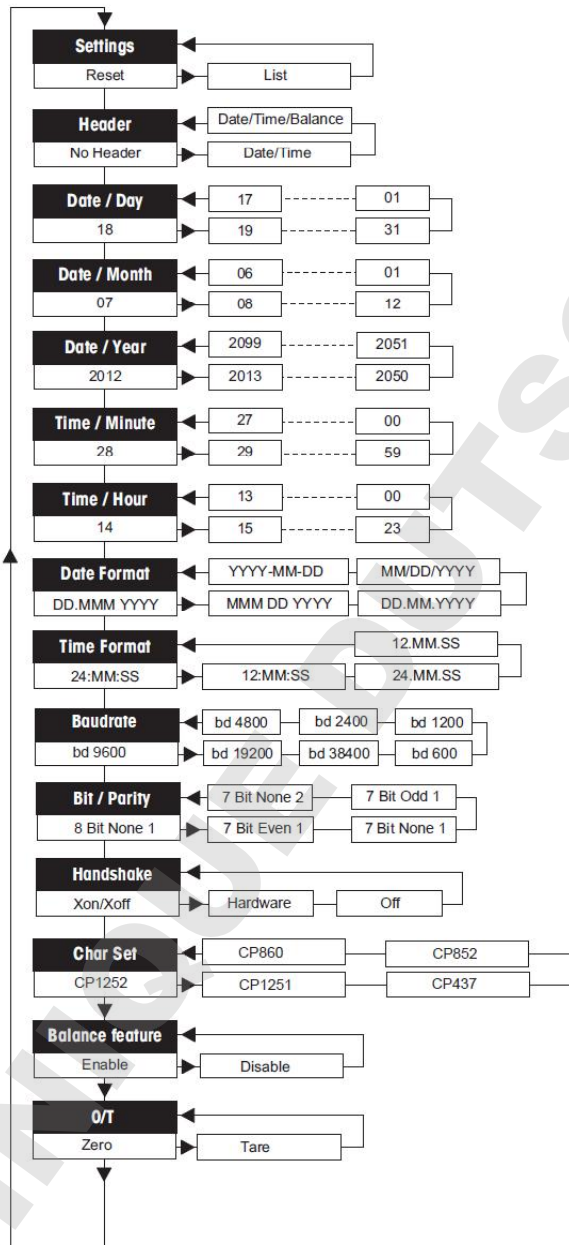 Settings
Reset List
Header Date/Time/Balance
No Header Date/Time
Date / Day 17 01
18 19 31
Date / Month 06 01
07 08 12
Date / Year 2099 2051
2012 2013 2050
Time / Minute 27 00
28 29 59
Time / Hour 13 00
14 15 23
Date Format YYYY-MM-DD MM/DD/YYYY
DD.MMM YYYY MMM DD YYYY DD.MM.YYYY
Time Format 12.MM.SS
24:MM:SS 12:MM:SS 24.MM.SS
Baudrate bd 4800 bd 2400 bd 1200
bd 9600 bd 19200 bd 38400 bd 600
Bit / Parity 7 Bit None 2 7 Bit Odd 1
8 Bit None 1 7 Bit Even 1 7 Bit None 1
Handshake
Xon/Xoff Hardware Off
Char Set CP860 CP852
CP1252 CP1251 CP437
Balance feature
Enable Disable
0/T
Zero Tare
NIQUE DUTS